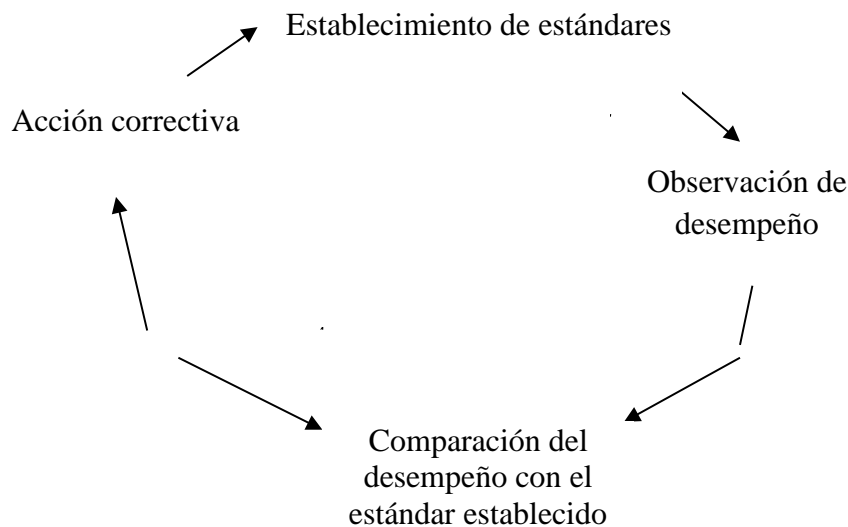 Establecimiento de estándares
Acción correctiva
Observación de
desempeño
Comparación del
desempeño con el
estándar establecido